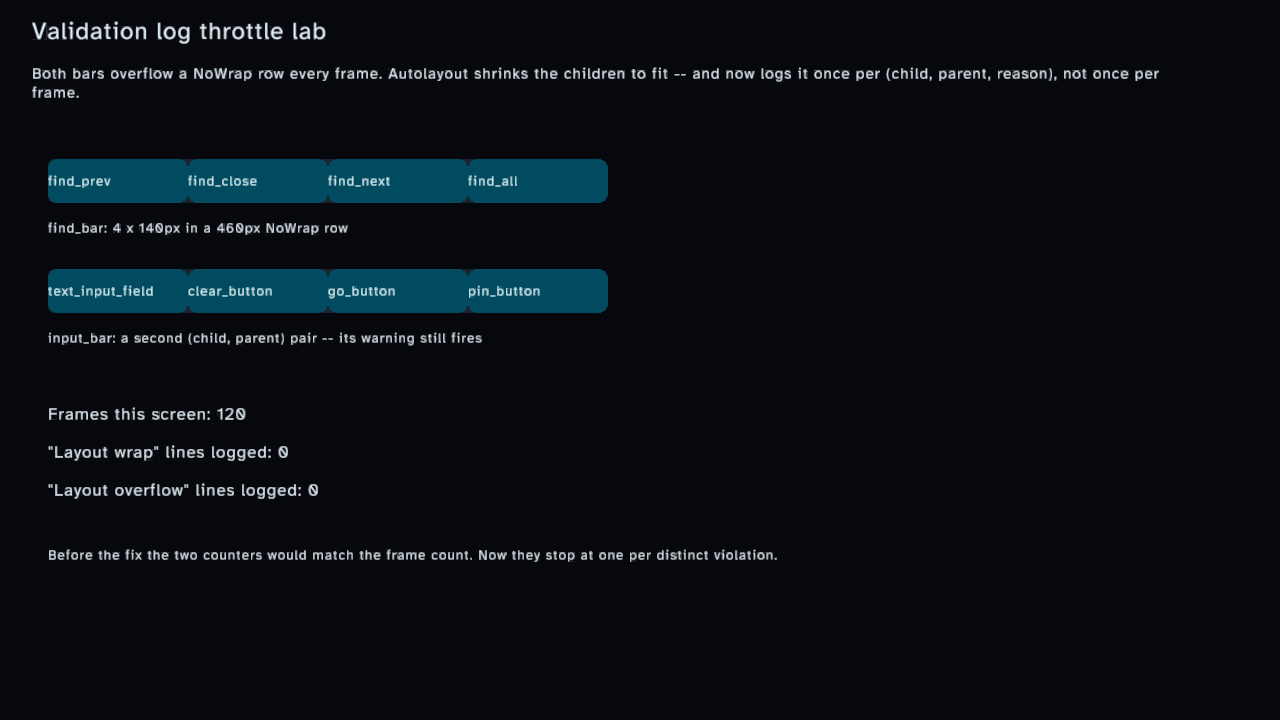 Validation log throttle lab
Both bars overflow a NoWrap row every frame. Autolayout shrinks the children to fit -- and now logs it once per (child, parent, reason), not once per
frame.
find_prev
find_close
find_next
find_all
find_bar: 4 x 140px in a 460px NoWrap row
text_input_field
clear_button
go_button
pin_button
input_bar: a second (child, parent) pair -- its warning still fires
Frames this screen: 120
"Layout wrap" lines logged: 0
"Layout overflow" lines logged: 0
Before the fix the two counters would match the frame count. Now they stop at one per distinct violation.